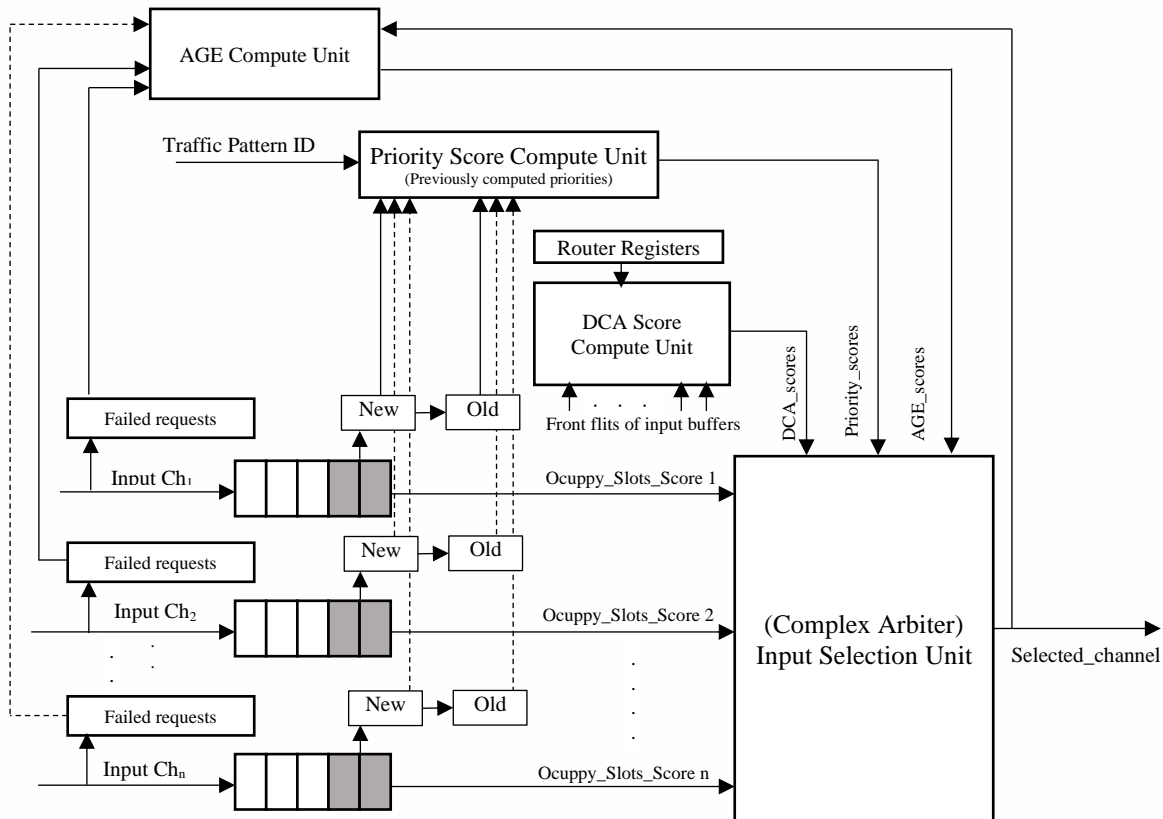 AGE Compute Unit
Traffic Pattern ID
Priority Score Compute Unit
(Previously computed priorities)
Router Registers
DCA Score
Compute Unit
DCA_scores
Priority_scores
AGE_scores
. . .
Front flits of input buffers
Failed requests
New
Old
Input Ch1
Ocuppy_Slots_Score 1
Failed requests
New
Old
Input Ch2
Ocuppy_Slots_Score 2
(Complex Arbiter)
Input Selection Unit
Selected_channel
Failed requests
New
Old
Input Chn
Ocuppy_Slots_Score n